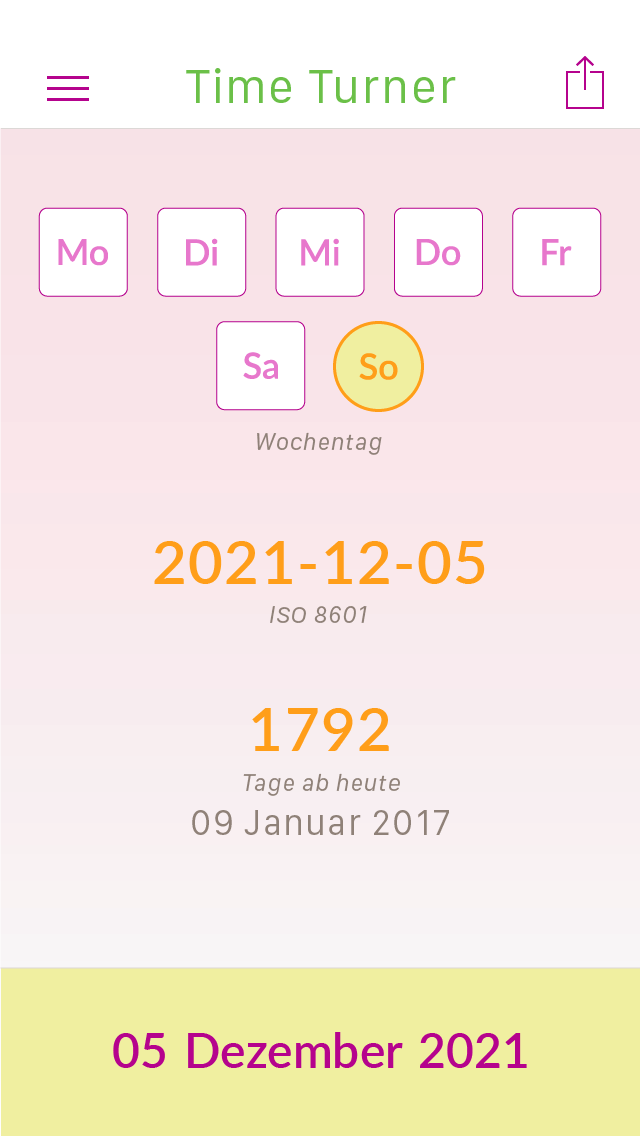 Time Turner
Mo Di Mi Do Fr
Sa So
Wochentag
2021-12-05
ISO 8601
1792
Tage ab heute
09 Januar 2017
05 Dezember 2021